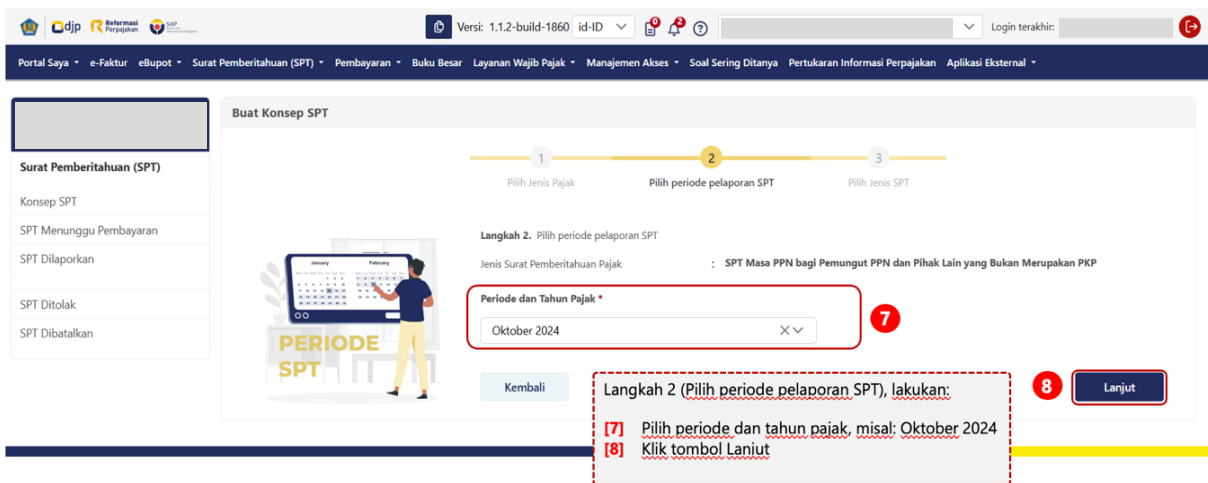 djp Reformasi Perpajakan SIAP
Versi: 1.1.2-build-1860 id-ID 0 2 Login terakhir:
Portal Saya e-Faktur eBupot Surat Pemberitahuan (SPT) Pembayaran Buku Besar Layanan Wajib Pajak Manajemen Akses Soal Sering Ditanya Pertukaran Informasi Perpajakan Aplikasi Eksternal
Surat Pemberitahuan (SPT)
Konsep SPT
SPT Menunggu Pembayaran
SPT Dilaporkan
SPT Ditolak
SPT Dibatalkan
Buat Konsep SPT
1 2 3
Pilih Jenis Pajak Pilih periode pelaporan SPT Pilih Jenis SPT
January February
PERIODE
SPT
Langkah 2. Pilih periode pelaporan SPT
Jenis Surat Pemberitahuan Pajak : SPT Masa PPN bagi Pemungut PPN dan Pihak Lain yang Bukan Merupakan PKP
Periode dan Tahun Pajak *
Oktober 2024
7
Kembali
8 Lanjut
Langkah 2 (Pilih periode pelaporan SPT), lakukan:
[7] Pilih periode dan tahun pajak, misal: Oktober 2024
[8] Klik tombol Lanjut